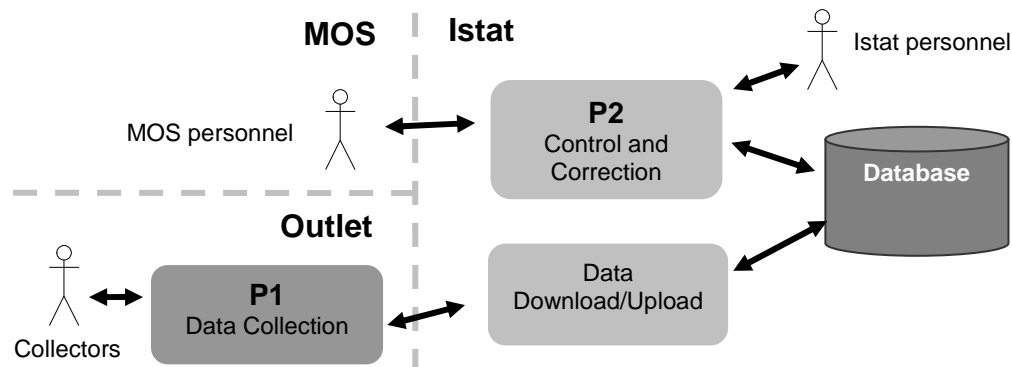 MOS
Istat
Istat personnel
MOS personnel
P2
Control and
Correction
Database
Outlet
Data
Download/Upload
P1
Data Collection
Collectors